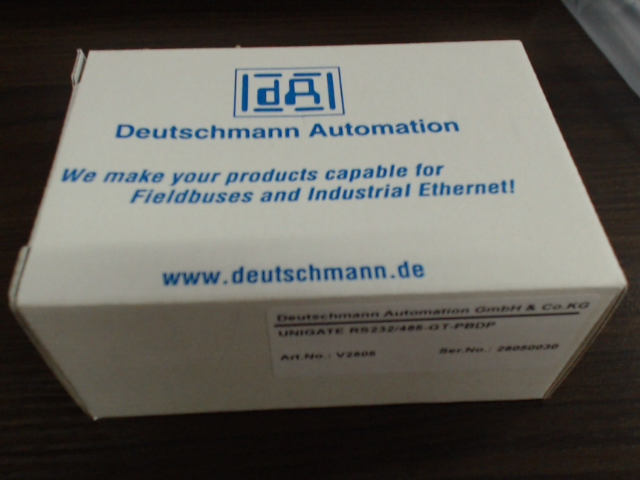 dA
Deutschmann Automation
We make your products capable for
Fieldbuses and Industrial Ethernet!
www.deutschmann.de
Deutschmann Automation GmbH & Co.KG
UNIGATE RS232/485-GT-PBDP
Art.No.: V2808 Ser.No.: 28050030